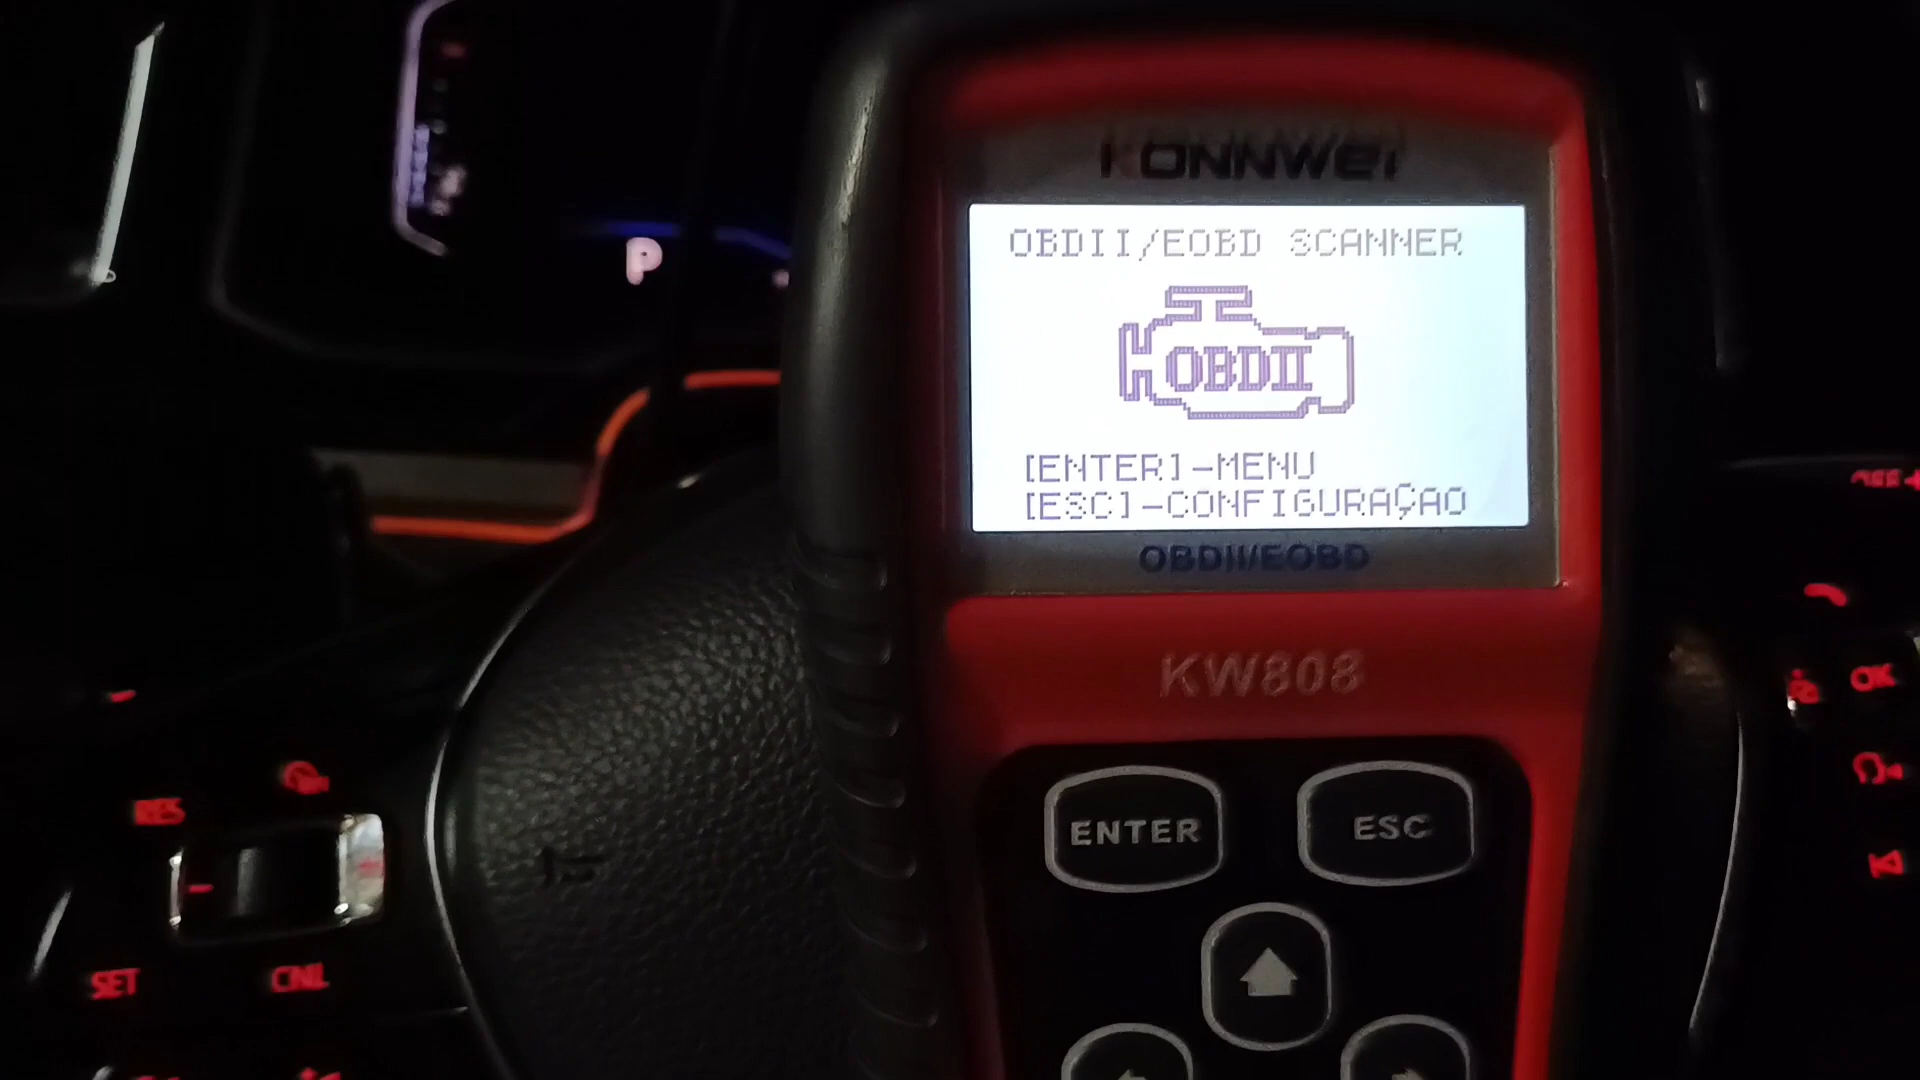 KONNWEI
OBDII/EOBD SCANNER
OBDII
[ENTER]-MENU
[ESC]-CONFIGURAÇAO
OBDII/EOBD
KW808
ENTER
ESC
P
RES
SET
CNL
OK